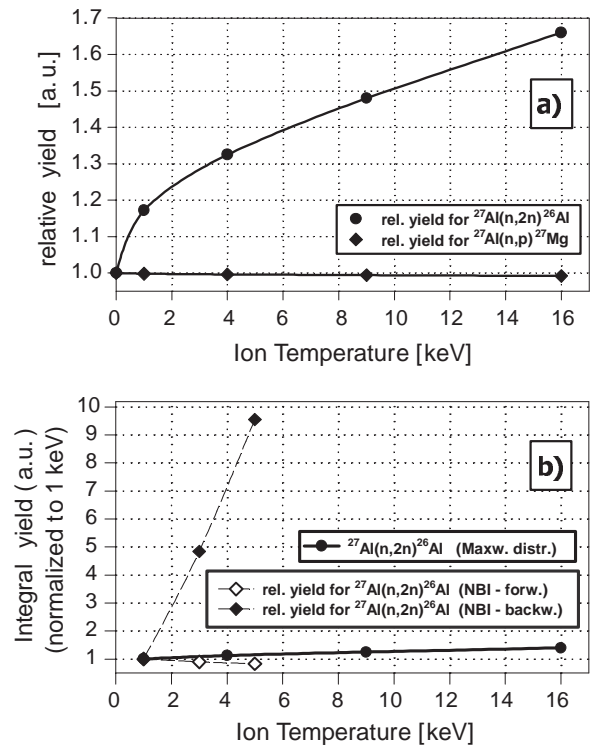 relative yield [a.u.]
1.7
1.6
1.5
1.4
1.3
1.2
1.1
1.0
a)
rel. yield for ²⁷Al(n,2n)²⁶Al
rel. yield for ²⁷Al(n,p)²⁷Mg
0 2 4 6 8 10 12 14 16
Ion Temperature [keV]
Integral yield (a.u.)
(normalized to 1 keV)
10
9
8
7
6
5
4
3
2
1
b)
²⁷Al(n,2n)²⁶Al (Maxw. distr.)
rel. yield for ²⁷Al(n,2n)²⁶Al (NBI - forw.)
rel. yield for ²⁷Al(n,2n)²⁶Al (NBI - backw.)
0 2 4 6 8 10 12 14 16
Ion Temperature [keV]